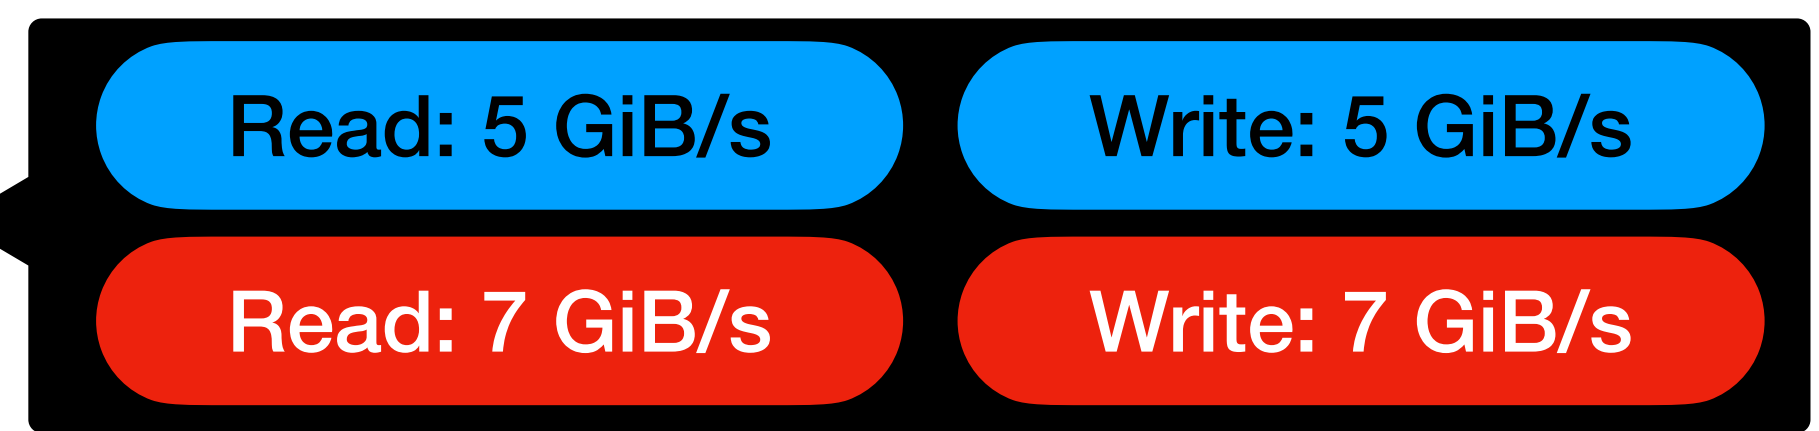 Read: 5 GiB/s Write: 5 GiB/s
Read: 7 GiB/s Write: 7 GiB/s